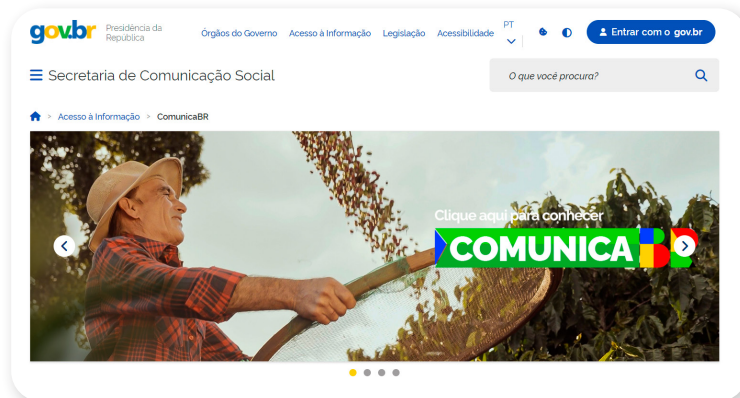 gov.br
Presidência da
República
Órgãos do Governo
Acesso à Informação
Legislação
Acessibilidade
PT
Entrar com o gov.br
Secretaria de Comunicação Social
O que você procura?
> Acesso à Informação > ComunicaBR
Clique aqui para conhecer
COMUNICA BR